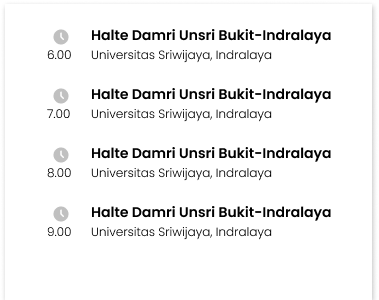 Halte Damri Unsri Bukit-Indralaya
6.00 Universitas Sriwijaya, Indralaya
Halte Damri Unsri Bukit-Indralaya
7.00 Universitas Sriwijaya, Indralaya
Halte Damri Unsri Bukit-Indralaya
8.00 Universitas Sriwijaya, Indralaya
Halte Damri Unsri Bukit-Indralaya
9.00 Universitas Sriwijaya, Indralaya